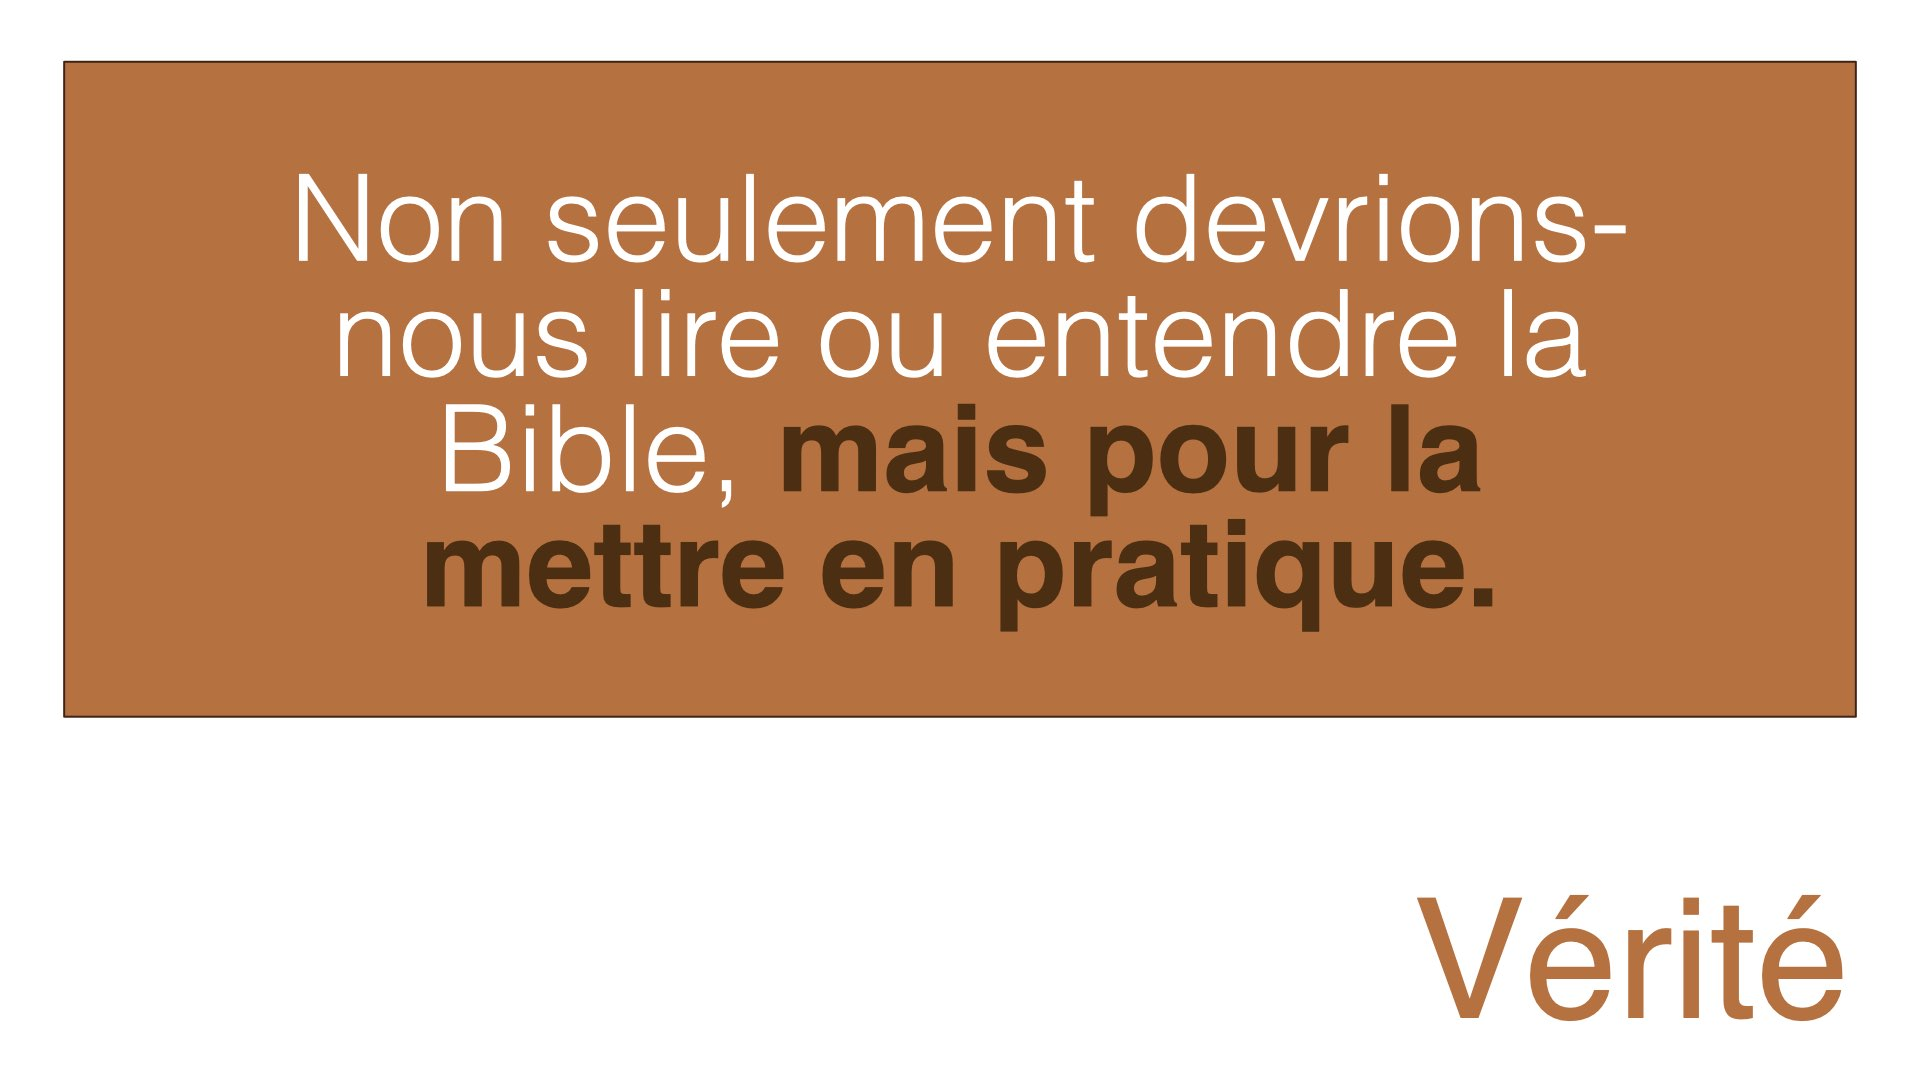 Non seulement devrions-
nous lire ou entendre la
Bible, mais pour la
mettre en pratique.
Vérité